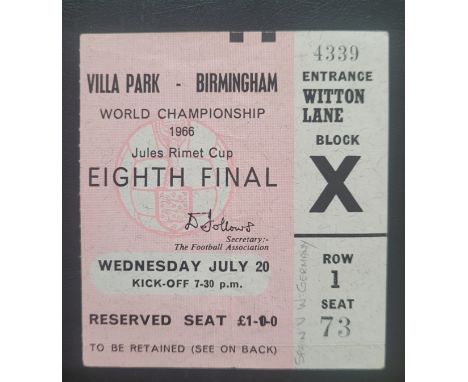 VILLA PARK - BIRMINGHAM
WORLD CHAMPIONSHIP
1966
Jules Rimet Cup
EIGHTH FINAL
D Follows
Secretary:-
The Football Association
WEDNESDAY JULY 20
KICK-OFF 7-30 p.m.
RESERVED SEAT £1-0-0
TO BE RETAINED (SEE ON BACK)
4339
ENTRANCE
WITTON
LANE
BLOCK
X
ROW
1
SEAT
73
V W GERMANY